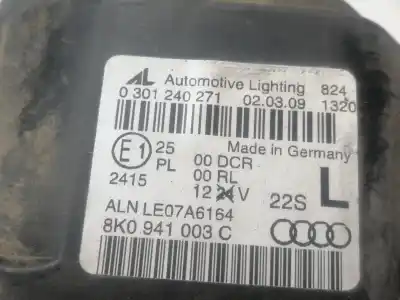 AL Automotive Lighting 824
0 301 240 271 02.03.09 1320
Made in Germany
E1 25 00 DCR
PL 00 RL
2415 12 24 V
22S L
ALN LE07A6164
8K0 941 003 C